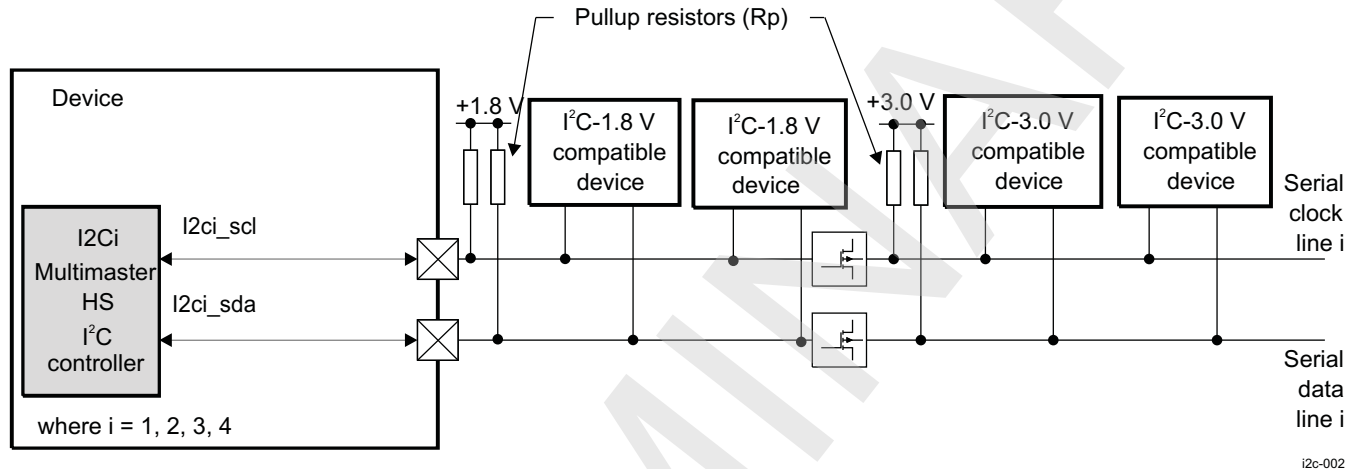 Pullup resistors (Rp)
Device
+1.8 V
I²C-1.8 V
compatible
device
I²C-1.8 V
compatible
device
+3.0 V
I²C-3.0 V
compatible
device
I²C-3.0 V
compatible
device
Serial
clock
line i
I2Ci
Multimaster
HS
I²C
controller
I2ci_scl
I2ci_sda
Serial
data
line i
where i = 1, 2, 3, 4
i2c-002